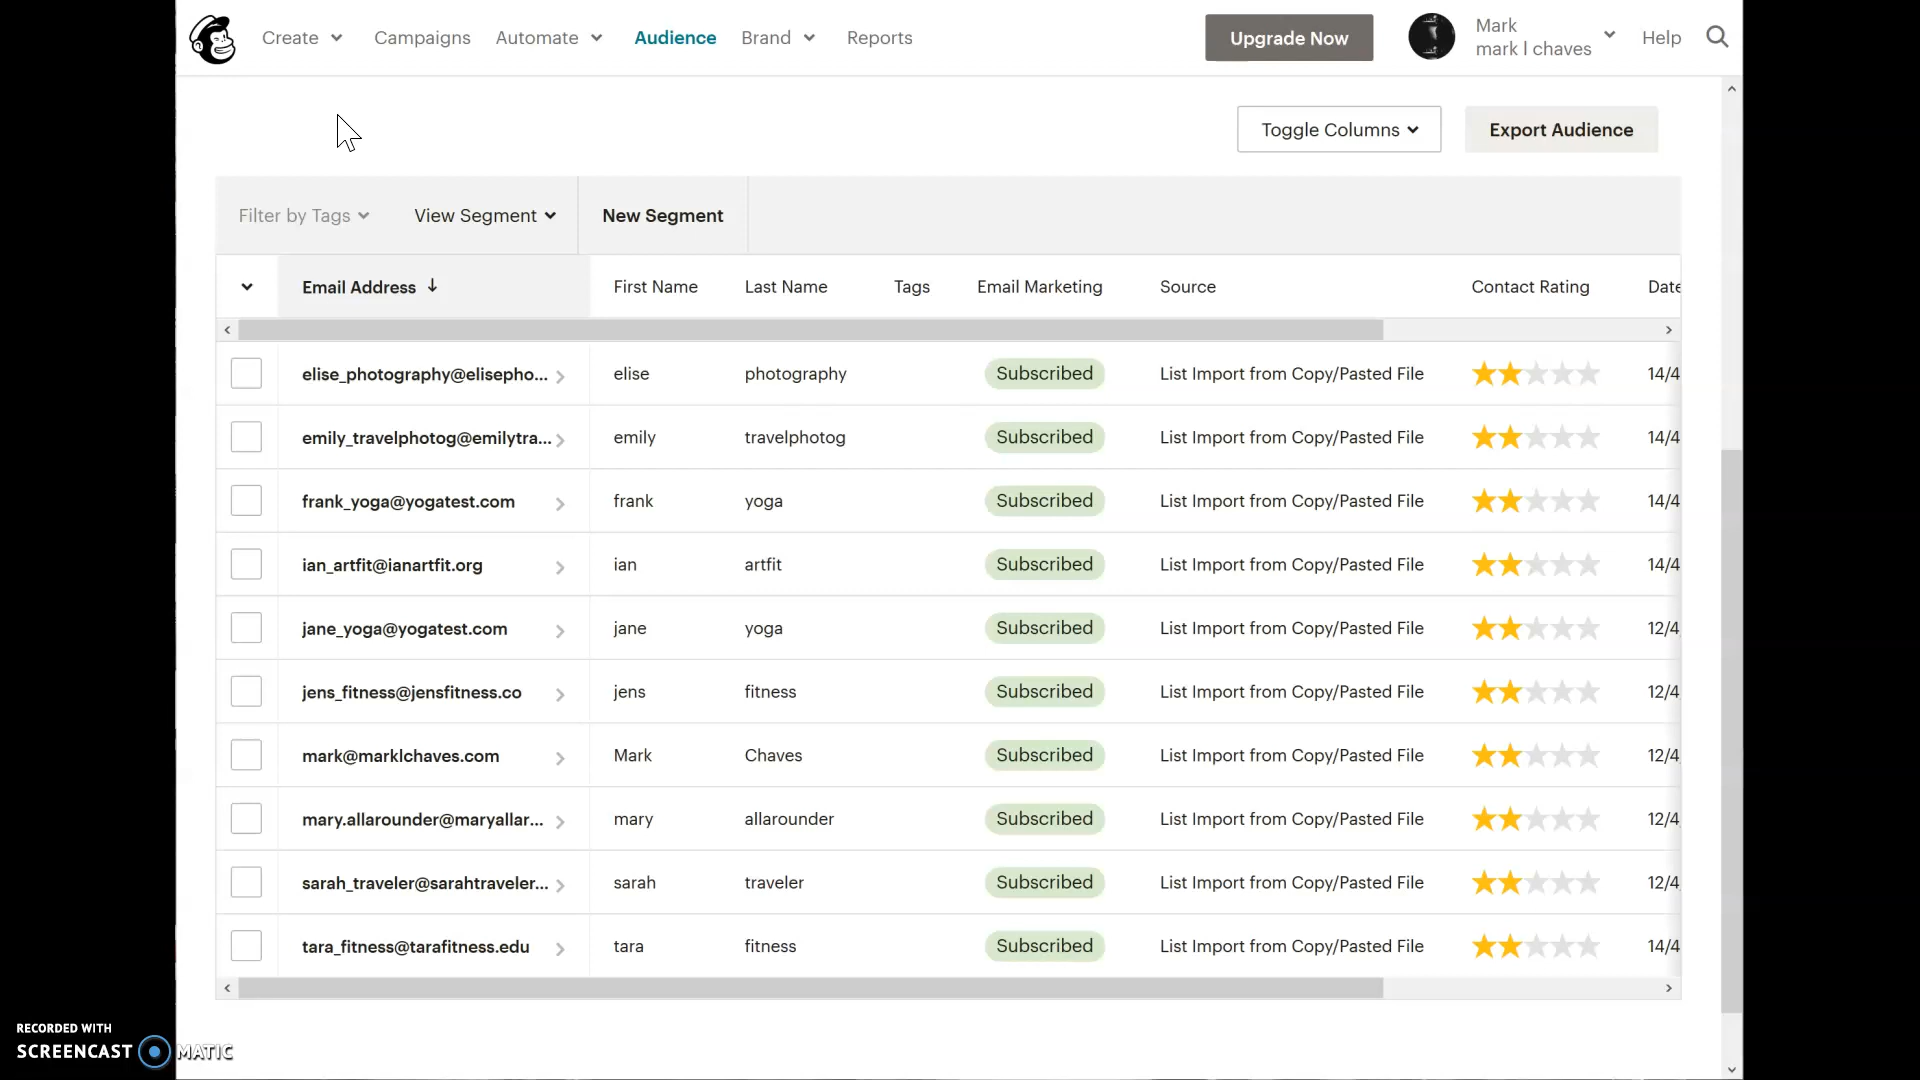 Create Campaigns Automate Audience Brand Reports Upgrade Now Mark Help
mark l chaves
Toggle Columns Export Audience
Filter by Tags View Segment New Segment
Email Address First Name Last Name Tags Email Marketing Source Contact Rating Date
elise_photography@elisepho... elise photography Subscribed List Import from Copy/Pasted File 14/4
emily_travelphotog@emilytra... emily travelphotog Subscribed List Import from Copy/Pasted File 14/4
frank_yoga@yogatest.com frank yoga Subscribed List Import from Copy/Pasted File 14/4
ian_artfit@ianartfit.org ian artfit Subscribed List Import from Copy/Pasted File 14/4
jane_yoga@yogatest.com jane yoga Subscribed List Import from Copy/Pasted File 12/4
jens_fitness@jensfitness.co jens fitness Subscribed List Import from Copy/Pasted File 12/4
mark@marklchaves.com Mark Chaves Subscribed List Import from Copy/Pasted File 12/4
mary.allarounder@maryallar... mary allarounder Subscribed List Import from Copy/Pasted File 12/4
sarah_traveler@sarahtraveler... sarah traveler Subscribed List Import from Copy/Pasted File 12/4
tara_fitness@tarafitness.edu tara fitness Subscribed List Import from Copy/Pasted File 14/4
RECORDED WITH
SCREENCAST MATIC